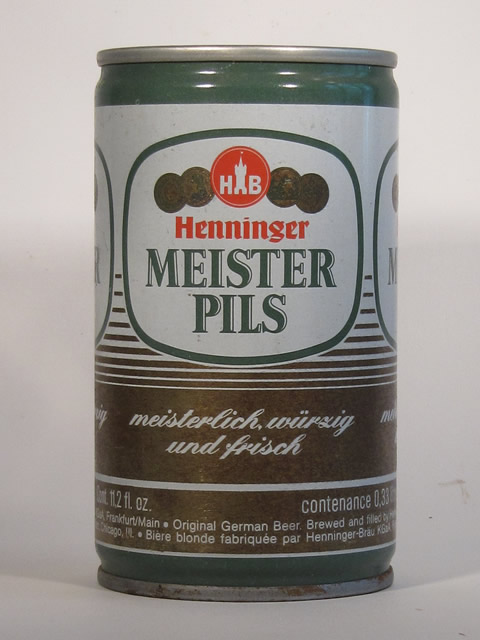 H B
Henninger
MEISTER
PILS
meisterlich, würzig
und frisch
cont. 11.2 fl. oz.
contenance 0,33
Frankfurt/Main • Original German Beer. Brewed and filled by
Chicago, Ill. • Bière blonde fabriquée par Henninger-Bräu KGaA